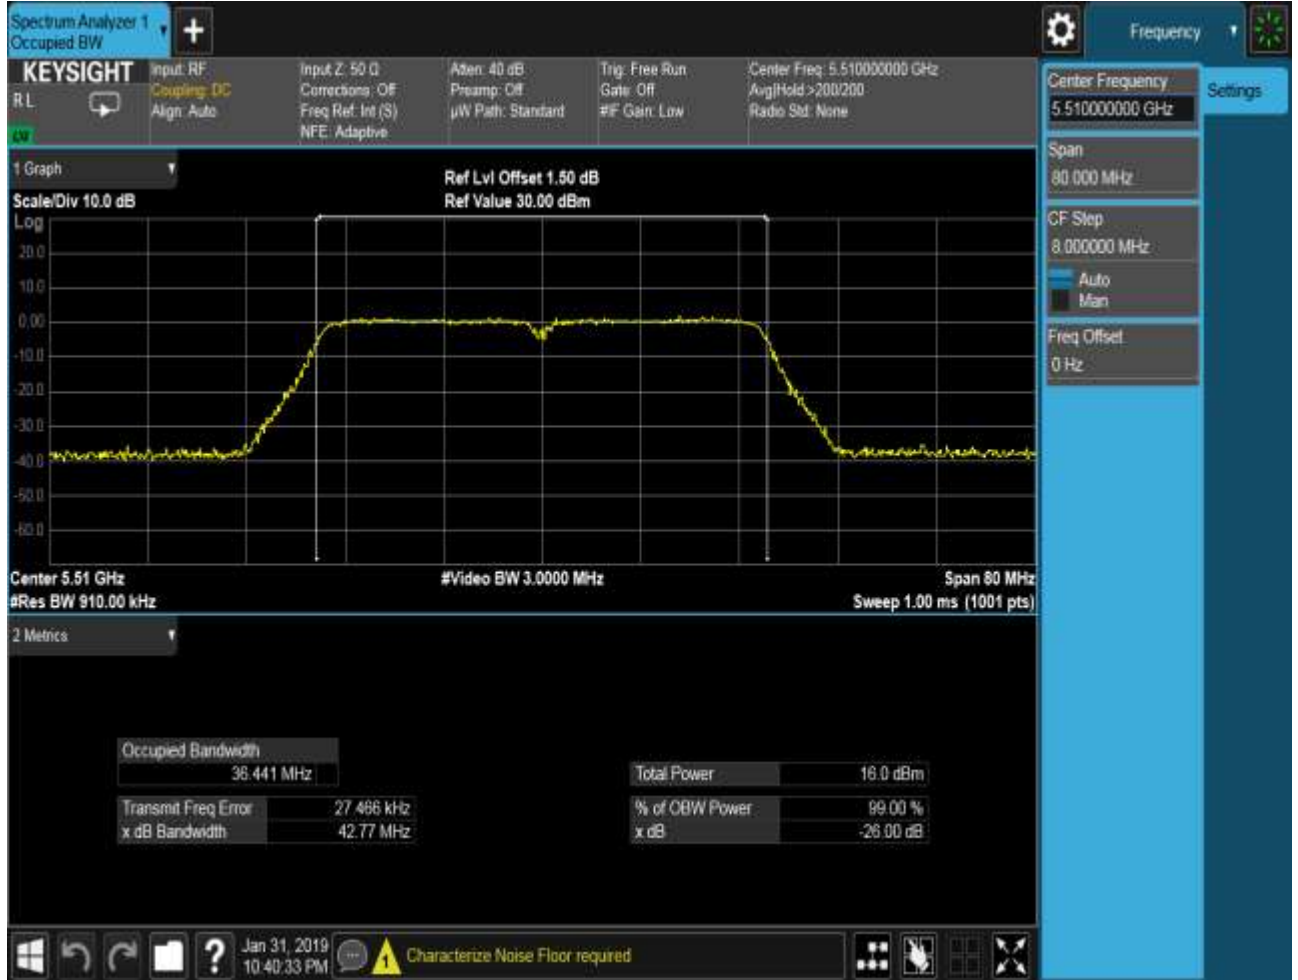 Spectrum Analyzer 1
Occupied BW
Frequency
KEYSIGHT
R L
Input: RF
Coupling: DC
Align: Auto
Input Z: 50 Ω
Corrections: Off
Freq Ref: Int (S)
NFE: Adaptive
Atten: 40 dB
Preamp: Off
µW Path: Standard
Trig: Free Run
Gate: Off
#IF Gain: Low
Center Freq: 5.510000000 GHz
Avg|Hold:>200/200
Radio Std: None
Center Frequency
5.510000000 GHz
Settings
Span
80.000 MHz
CF Step
8.000000 MHz
Auto
Man
Freq Offset
0 Hz
1 Graph
Scale/Div 10.0 dB
Ref Lvl Offset 1.50 dB
Ref Value 30.00 dBm
Log
20.0
10.0
0.00
-10.0
-20.0
-30.0
-40.0
-50.0
-60.0
Center 5.51 GHz
#Video BW 3.0000 MHz
Span 80 MHz
#Res BW 910.00 kHz
Sweep 1.00 ms (1001 pts)
2 Metrics
Occupied Bandwidth
36.441 MHz
Total Power 16.0 dBm
Transmit Freq Error 27.466 kHz
% of OBW Power 99.00 %
x dB Bandwidth 42.77 MHz
x dB -26.00 dB
?
Jan 31, 2019
10:40:33 PM
1
Characterize Noise Floor required